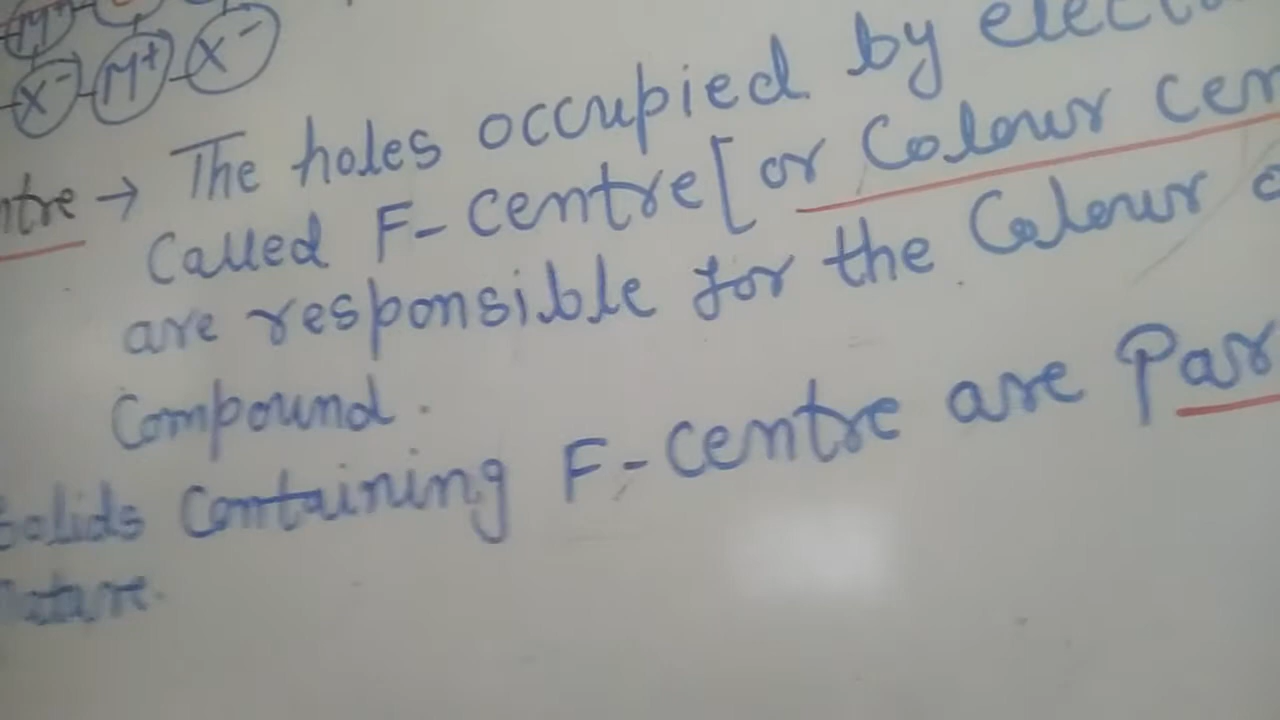 M+
X- M+ X-
ntre → The holes occupied by elect
Called F-centre [or Colour cen
are responsible for the Colour
Compound.
Solids Containing F-centre are Par